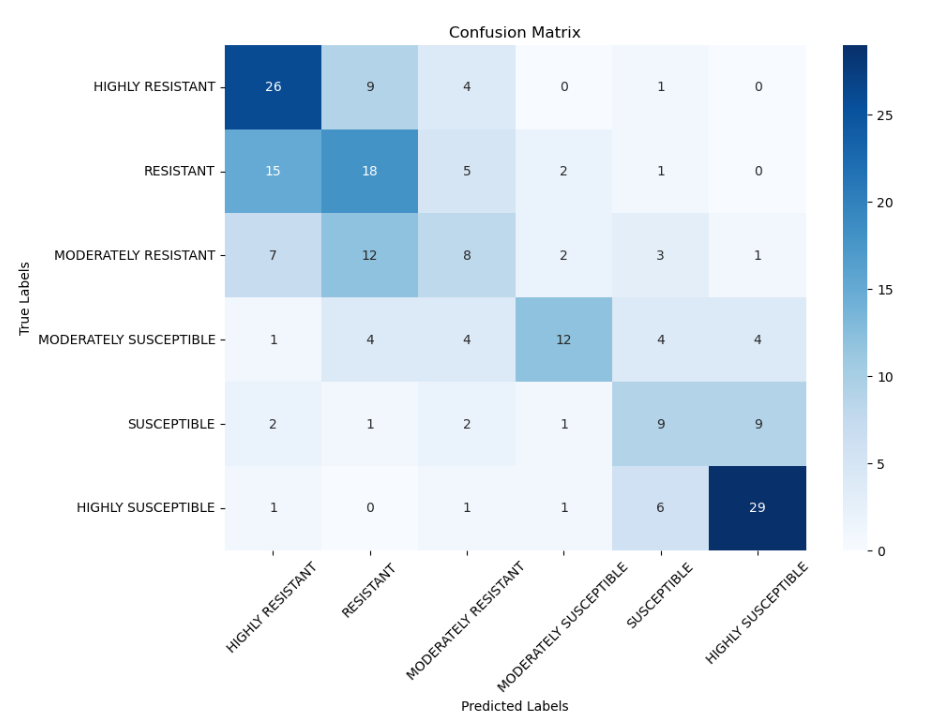 Confusion Matrix
HIGHLY RESISTANT 26 9 4 0 1 0
RESISTANT 15 18 5 2 1 0
MODERATELY RESISTANT 7 12 8 2 3 1
MODERATELY SUSCEPTIBLE 1 4 4 12 4 4
SUSCEPTIBLE 2 1 2 1 9 9
HIGHLY SUSCEPTIBLE 1 0 1 1 6 29
True Labels
HIGHLY RESISTANT
RESISTANT
MODERATELY RESISTANT
MODERATELY SUSCEPTIBLE
SUSCEPTIBLE
HIGHLY SUSCEPTIBLE
Predicted Labels
25
20
15
10
5
0